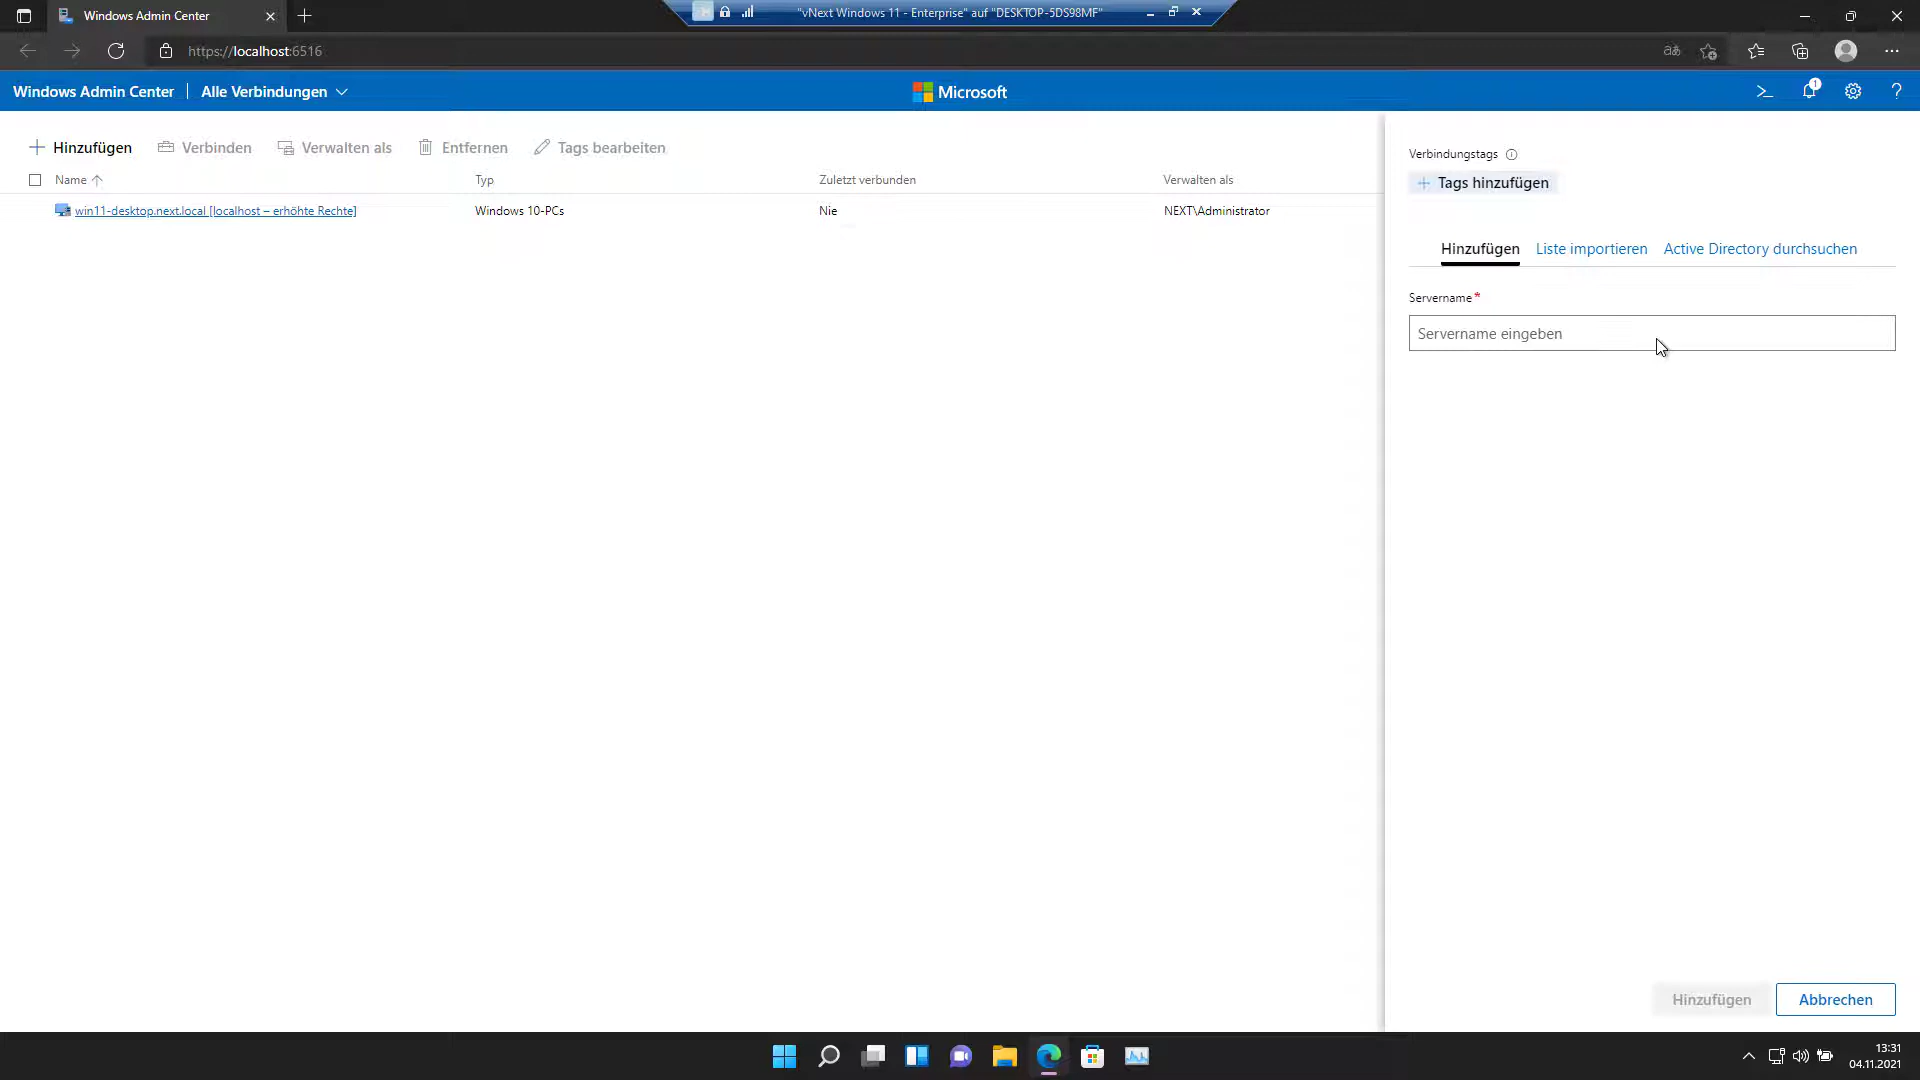 Windows Admin Center
"vNext Windows 11 - Enterprise" auf "DESKTOP-5DS98MF"
https://localhost:6516
Windows Admin Center
Alle Verbindungen
Microsoft
1
Hinzufügen
Verbinden
Verwalten als
Entfernen
Tags bearbeiten
Name
Typ
Zuletzt verbunden
Verwalten als
win11-desktop.next.local [localhost – erhöhte Rechte]
Windows 10-PCs
Nie
NEXT\Administrator
Verbindungstags
Tags hinzufügen
Hinzufügen
Liste importieren
Active Directory durchsuchen
Servername*
Servername eingeben
Hinzufügen
Abbrechen
13:31
04.11.2021